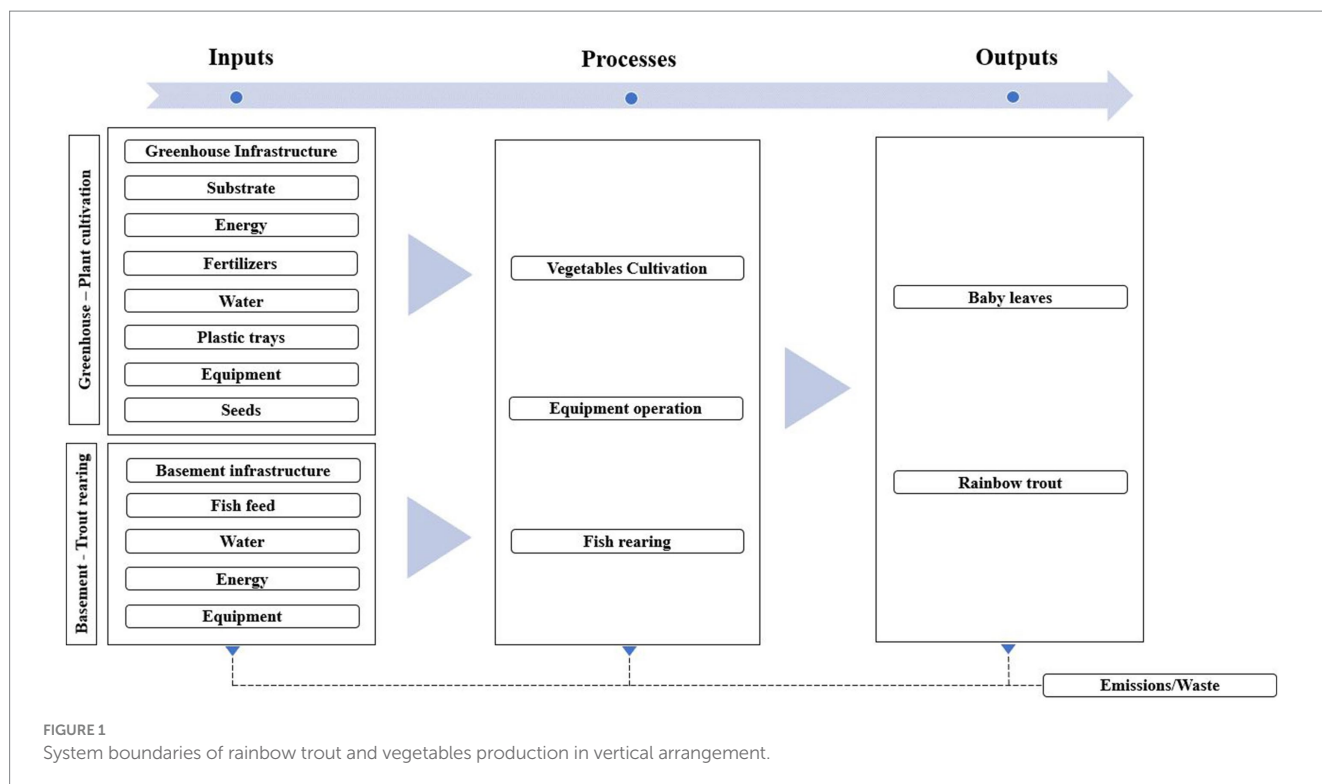 Inputs
Processes
Outputs
Greenhouse – Plant cultivation
Greenhouse Infrastructure
Substrate
Energy
Fertilizers
Water
Plastic trays
Equipment
Seeds
Basement - Trout rearing
Basement infrastructure
Fish feed
Water
Energy
Equipment
Vegetables Cultivation
Equipment operation
Fish rearing
Baby leaves
Rainbow trout
Emissions/Waste
FIGURE 1
System boundaries of rainbow trout and vegetables production in vertical arrangement.